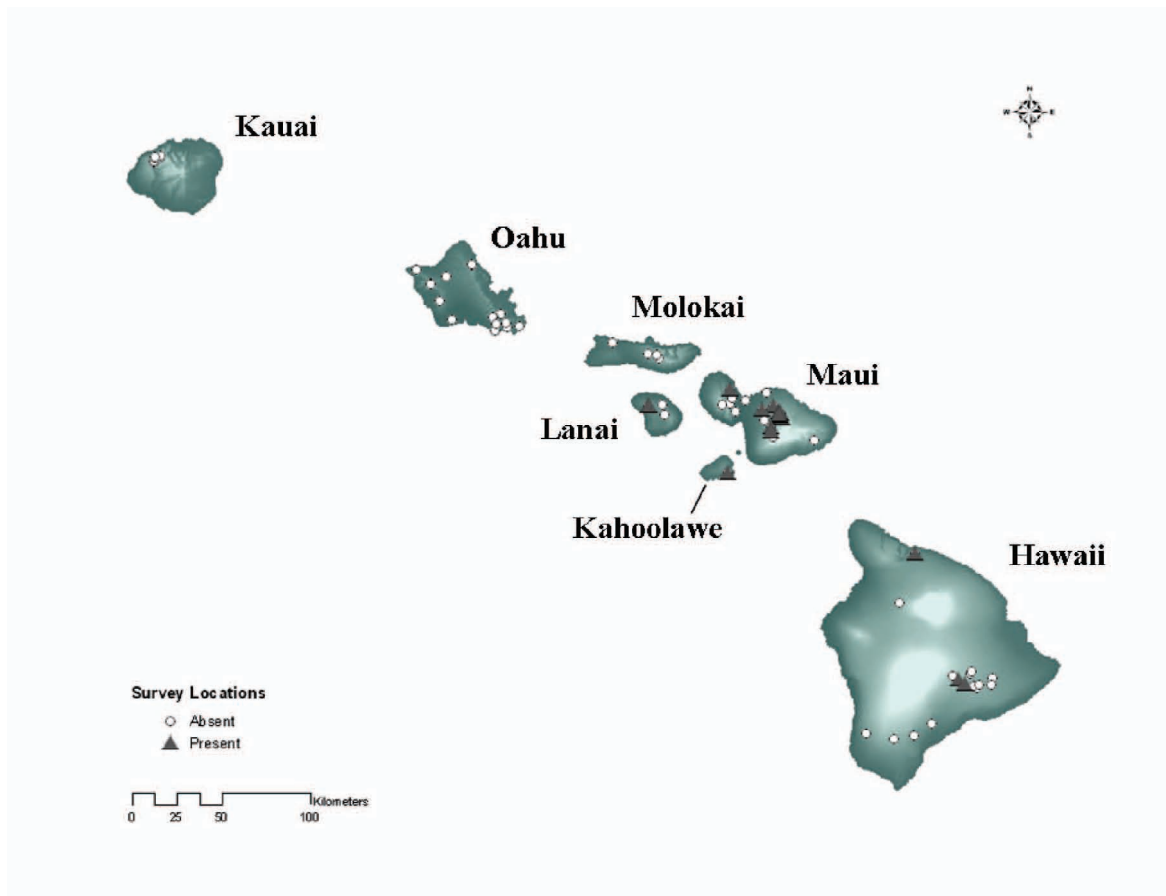 N
W E
S
Kauai
Oahu
Molokai
Maui
Lanai
Kahoolawe
Hawaii
Survey Locations
Absent
Present
Kilometers
0 25 50 100